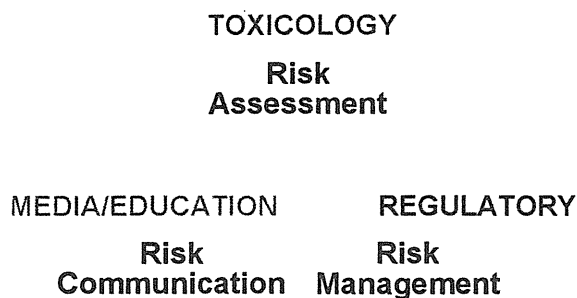 TOXICOLOGY
Risk
Assessment
MEDIA/EDUCATION
Risk
Communication
REGULATORY
Risk
Management